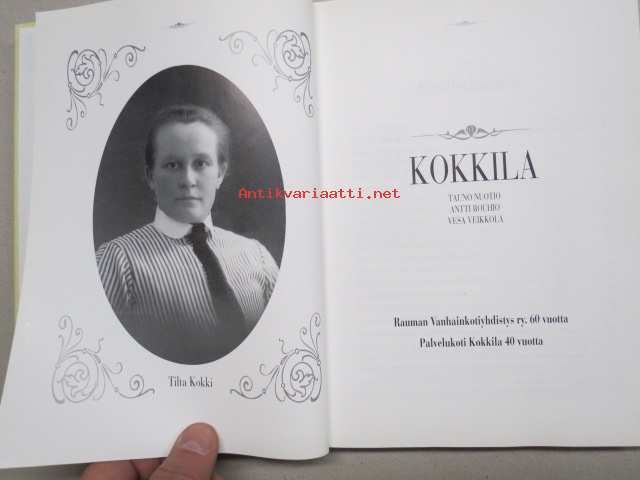 Antikvariaatti.net
Tilta Kokki
KOKKILA
TAUNO NUOTIO
ANTTI ROUHIO
VESA VEIKKOLA
Rauman Vanhainkotiyhdistys ry. 60 vuotta
Palvelukoti Kokkila 40 vuotta